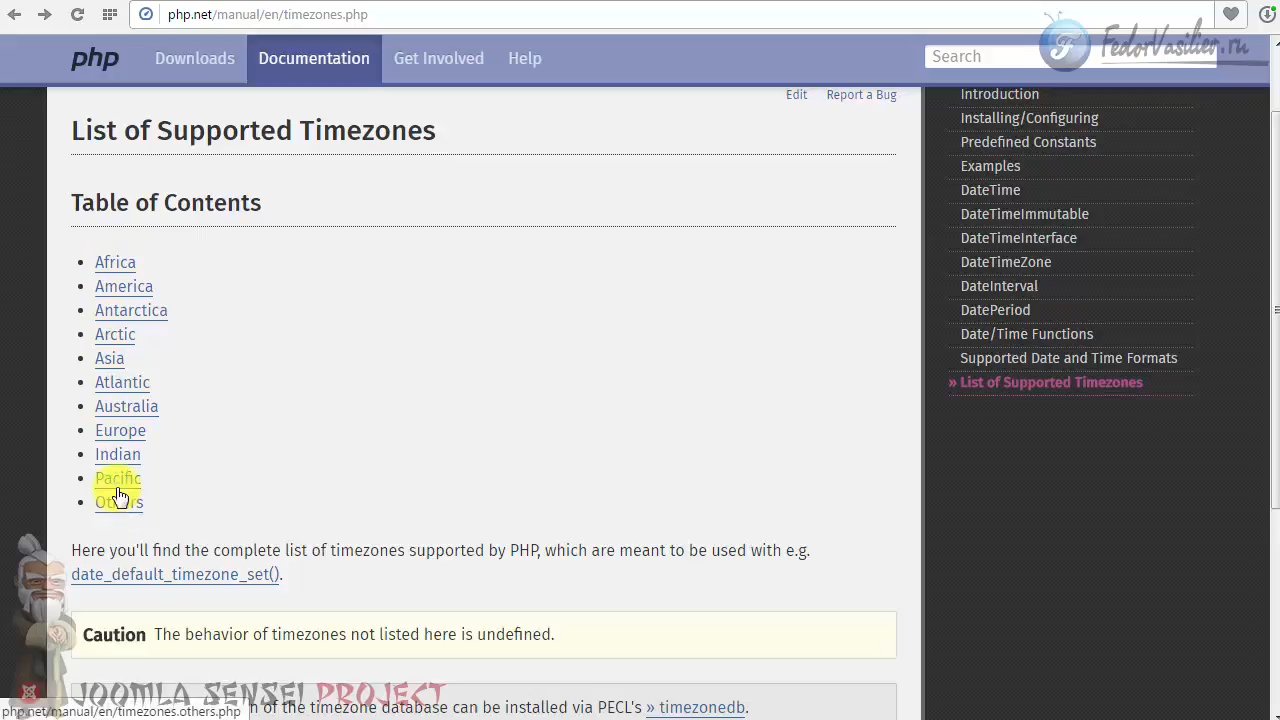 php.net/manual/en/timezones.php
php
Downloads
Documentation
Get Involved
Help
Search
FedorVasiliev.ru
Edit
Report a Bug
List of Supported Timezones
Table of Contents
Africa
America
Antarctica
Arctic
Asia
Atlantic
Australia
Europe
Indian
Pacific
Others
Here you'll find the complete list of timezones supported by PHP, which are meant to be used with e.g.
date_default_timezone_set().
Caution The behavior of timezones not listed here is undefined.
n of the timezone database can be installed via PECL's » timezonedb.
JOOMLA SENSEI PROJECT
php.net/manual/en/timezones.others.php
Introduction
Installing/Configuring
Predefined Constants
Examples
DateTime
DateTimeImmutable
DateTimeInterface
DateTimeZone
DateInterval
DatePeriod
Date/Time Functions
Supported Date and Time Formats
» List of Supported Timezones